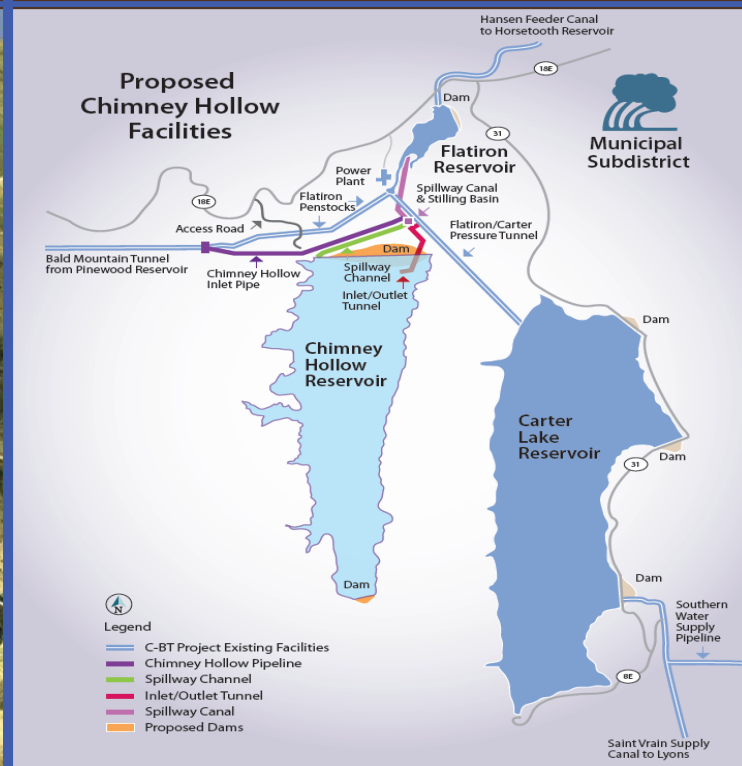 Hansen Feeder Canal
to Horsetooth Reservoir
18E
Proposed
Chimney Hollow
Facilities
Dam
31
Municipal
Subdistrict
Flatiron
Reservoir
Power
Plant
18E
Flatiron
Penstocks
Spillway Canal
& Stilling Basin
Access Road
Flatiron/Carter
Pressure Tunnel
Dam
Bald Mountain Tunnel
from Pinewood Reservoir
Chimney Hollow
Inlet Pipe
Spillway
Channel
Inlet/Outlet
Tunnel
Dam
Chimney
Hollow
Reservoir
Carter
Lake
Reservoir
Dam
31
Dam
Dam
N
Legend
Southern
Water
Supply
Pipeline
C-BT Project Existing Facilities
Chimney Hollow Pipeline
Spillway Channel
Inlet/Outlet Tunnel
Spillway Canal
Proposed Dams
8E
Saint Vrain Supply
Canal to Lyons